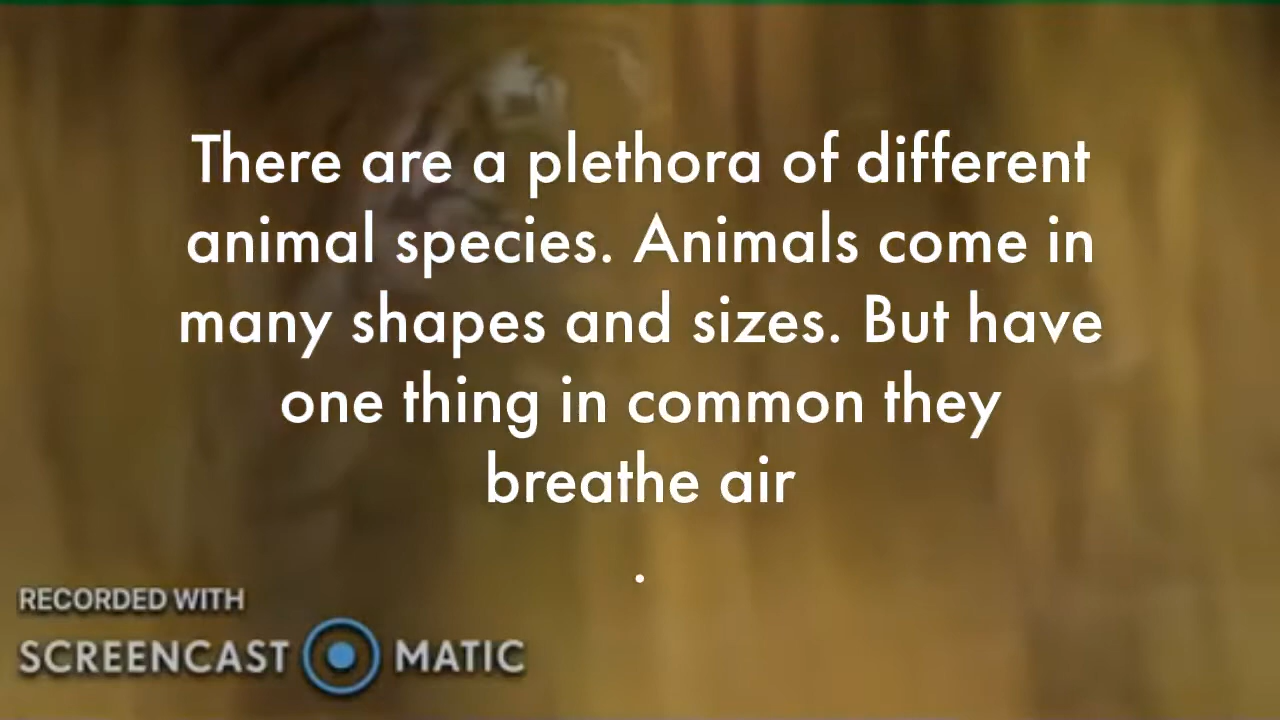 There are a plethora of different
animal species. Animals come in
many shapes and sizes. But have
one thing in common they
breathe air
.
RECORDED WITH
SCREENCAST MATIC